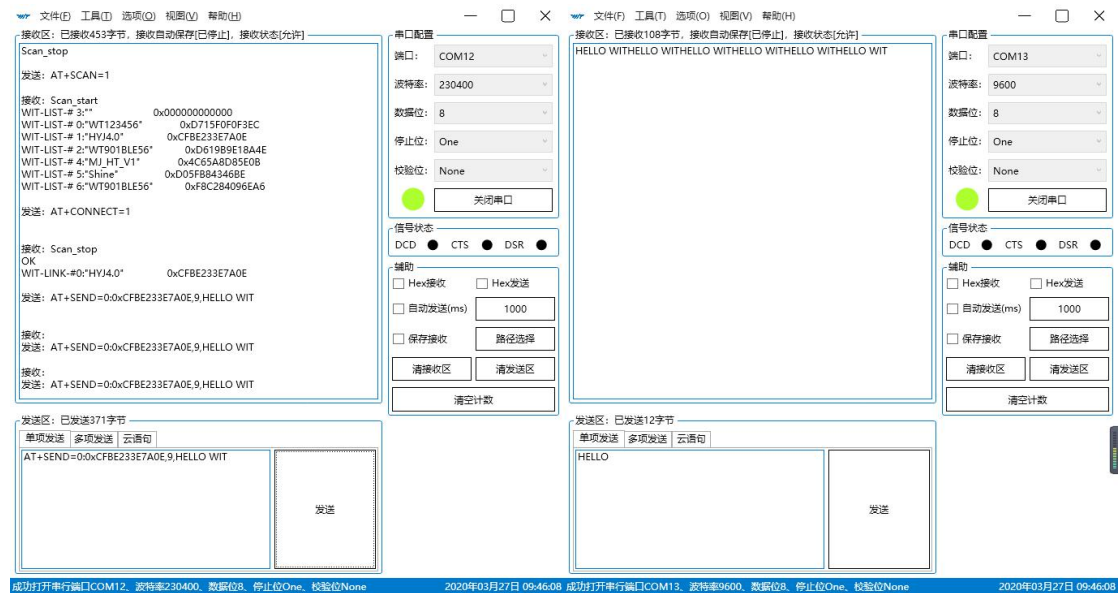 文件(F) 工具(T) 选项(O) 视图(V) 帮助(H)
接收区：已接收453字节，接收自动保存[已停止]，接收状态[允许]
Scan_stop
发送：AT+SCAN=1
接收：Scan_start
WIT-LIST-# 3:"" 0x000000000000
WIT-LIST-# 0:"WT123456" 0xD715F0F0F3EC
WIT-LIST-# 1:"HYJ4.0" 0xCFBE233E7A0E
WIT-LIST-# 2:"WT901BLE56" 0xD619B9E18A4E
WIT-LIST-# 4:"MJ_HT_V1" 0x4C65A8D85E0B
WIT-LIST-# 5:"Shine" 0xD05FB84346BE
WIT-LIST-# 6:"WT901BLE56" 0xF8C284096EA6
发送：AT+CONNECT=1
接收：Scan_stop
OK
WIT-LINK-#0:"HYJ4.0" 0xCFBE233E7A0E
发送：AT+SEND=0:0xCFBE233E7A0E,9,HELLO WIT
接收：
发送：AT+SEND=0:0xCFBE233E7A0E,9,HELLO WIT
接收：
发送：AT+SEND=0:0xCFBE233E7A0E,9,HELLO WIT
串口配置
端口： COM12
波特率： 230400
数据位： 8
停止位： One
校验位： None
关闭串口
信号状态
DCD CTS DSR
辅助
Hex接收 Hex发送
自动发送(ms) 1000
保存接收 路径选择
清接收区 清发送区
清空计数
发送区：已发送371字节
单项发送 多项发送 云语句
AT+SEND=0:0xCFBE233E7A0E,9,HELLO WIT
发送
成功打开串行端口COM12、波特率230400、数据位8、停止位One、校验位None 2020年03月27日 09:46:08
文件(F) 工具(T) 选项(O) 视图(V) 帮助(H)
接收区：已接收108字节，接收自动保存[已停止]，接收状态[允许]
HELLO WITHELLO WITHELLO WITHELLO WITHELLO WITHELLO WIT
串口配置
端口： COM13
波特率： 9600
数据位： 8
停止位： One
校验位： None
关闭串口
信号状态
DCD CTS DSR
辅助
Hex接收 Hex发送
自动发送(ms) 1000
保存接收 路径选择
清接收区 清发送区
清空计数
发送区：已发送12字节
单项发送 多项发送 云语句
HELLO
发送
成功打开串行端口COM13、波特率9600、数据位8、停止位One、校验位None 2020年03月27日 09:46:08